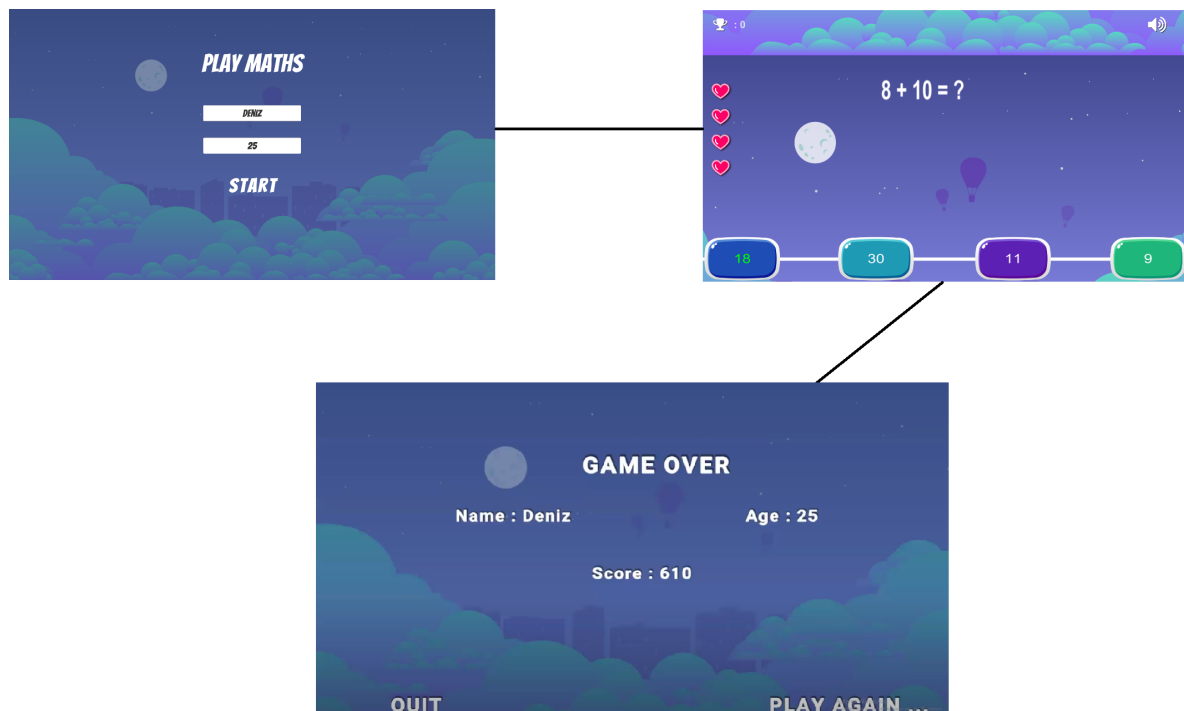 PLAY MATHS
DENIZ
25
START
: 0
8 + 10 = ?
18 30 11 9
GAME OVER
Name : Deniz Age : 25
Score : 610
QUIT PLAY AGAIN ...